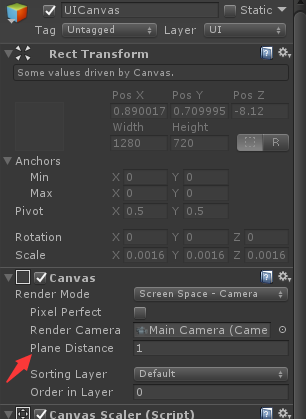 UICanvas Static
Tag Untagged Layer UI
Rect Transform
Some values driven by Canvas.
Pos X Pos Y Pos Z
0.890017 0.709995 -8.12
Width Height
1280 720 R
Anchors
Min X 0 Y 0
Max X 0 Y 0
Pivot X 0.5 Y 0.5
Rotation X 0 Y 0 Z 0
Scale X 0.0016 Y 0.0016 Z 0.0016
Canvas
Render Mode Screen Space - Camera
Pixel Perfect
Render Camera Main Camera (Came
Plane Distance 1
Sorting Layer Default
Order in Layer 0
Canvas Scaler (Script)